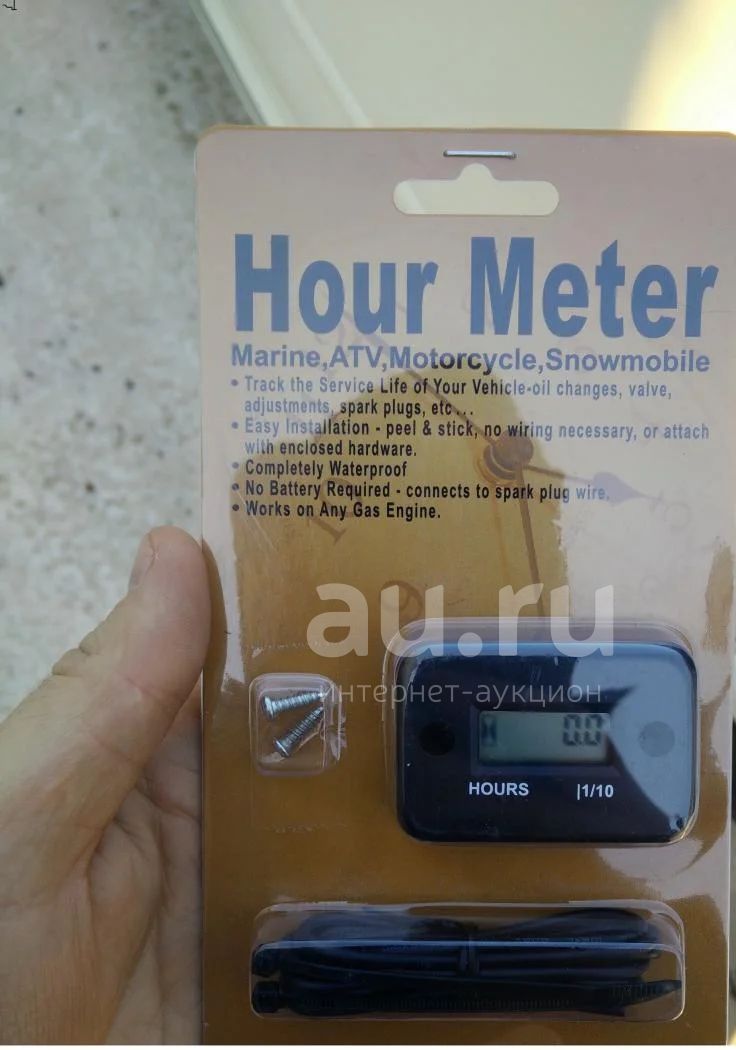 Hour Meter
Marine,ATV,Motorcycle,Snowmobile
• Track the Service Life of Your Vehicle-oil changes, valve,
adjustments, spark plugs, etc...
• Easy Installation - peel & stick, no wiring necessary, or attach
with enclosed hardware.
• Completely Waterproof
• No Battery Required - connects to spark plug wire.
• Works on Any Gas Engine.
au.ru
интернет-аукцион
0.0
HOURS |1/10